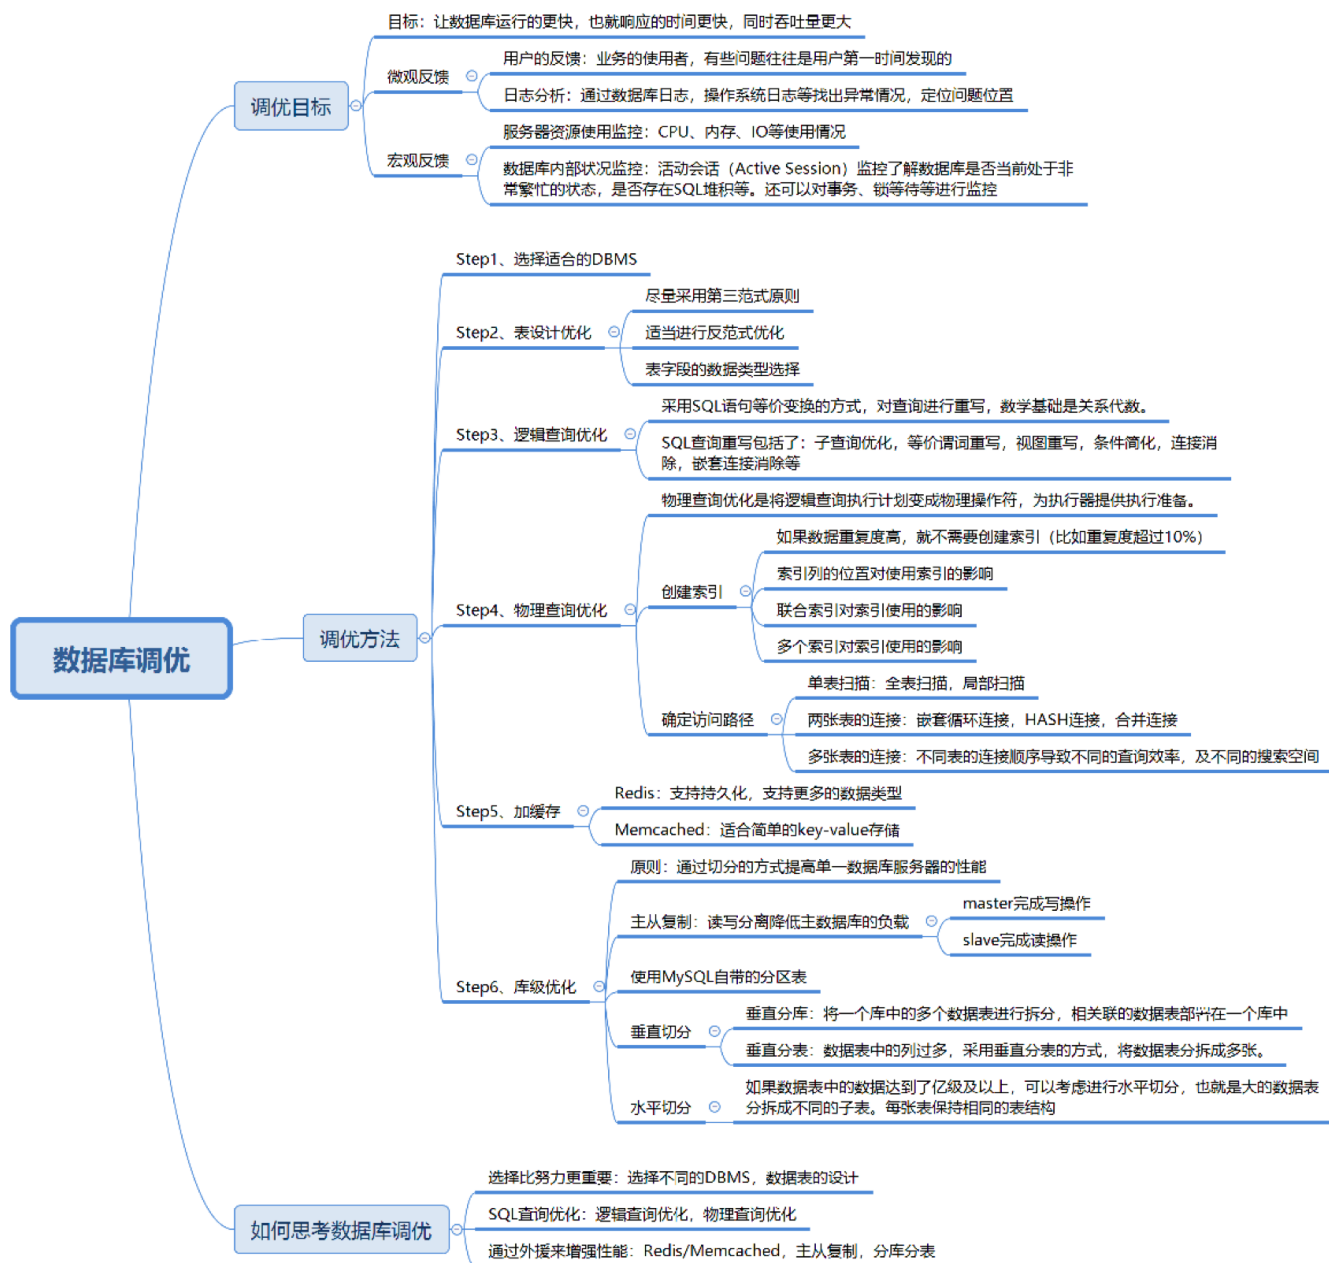 数据库调优
调优目标
目标：让数据库运行的更快，也就响应的时间更快，同时吞吐量更大
微观反馈
用户的反馈：业务的使用者，有些问题往往是用户第一时间发现的
日志分析：通过数据库日志，操作系统日志等找出异常情况，定位问题位置
宏观反馈
服务器资源使用监控：CPU、内存、IO等使用情况
数据库内部状况监控：活动会话（Active Session）监控了解数据库是否当前处于非
常繁忙的状态，是否存在SQL堆积等。还可以对事务、锁等待等进行监控
调优方法
Step1、选择适合的DBMS
Step2、表设计优化
尽量采用第三范式原则
适当进行反范式优化
表字段的数据类型选择
Step3、逻辑查询优化
采用SQL语句等价变换的方式，对查询进行重写，数学基础是关系代数。
SQL查询重写包括了：子查询优化，等价谓词重写，视图重写，条件简化，连接消
除，嵌套连接消除等
Step4、物理查询优化
物理查询优化是将逻辑查询执行计划变成物理操作符，为执行器提供执行准备。
创建索引
如果数据重复度高，就不需要创建索引（比如重复度超过10%）
索引列的位置对使用索引的影响
联合索引对索引使用的影响
多个索引对索引使用的影响
确定访问路径
单表扫描：全表扫描，局部扫描
两张表的连接：嵌套循环连接，HASH连接，合并连接
多张表的连接：不同表的连接顺序导致不同的查询效率，及不同的搜索空间
Step5、加缓存
Redis：支持持久化，支持更多的数据类型
Memcached：适合简单的key-value存储
Step6、库级优化
原则：通过切分的方式提高单一数据库服务器的性能
主从复制：读写分离降低主数据库的负载
master完成写操作
slave完成读操作
使用MySQL自带的分区表
垂直切分
垂直分库：将一个库中的多个数据表进行拆分，相关联的数据表部署在一个库中
垂直分表：数据表中的列过多，采用垂直分表的方式，将数据表分拆成多张。
水平切分
如果数据表中的数据达到了亿级及以上，可以考虑进行水平切分，也就是大的数据表
分拆成不同的子表。每张表保持相同的表结构
如何思考数据库调优
选择比努力更重要：选择不同的DBMS，数据表的设计
SQL查询优化：逻辑查询优化，物理查询优化
通过外援来增强性能：Redis/Memcached，主从复制，分库分表